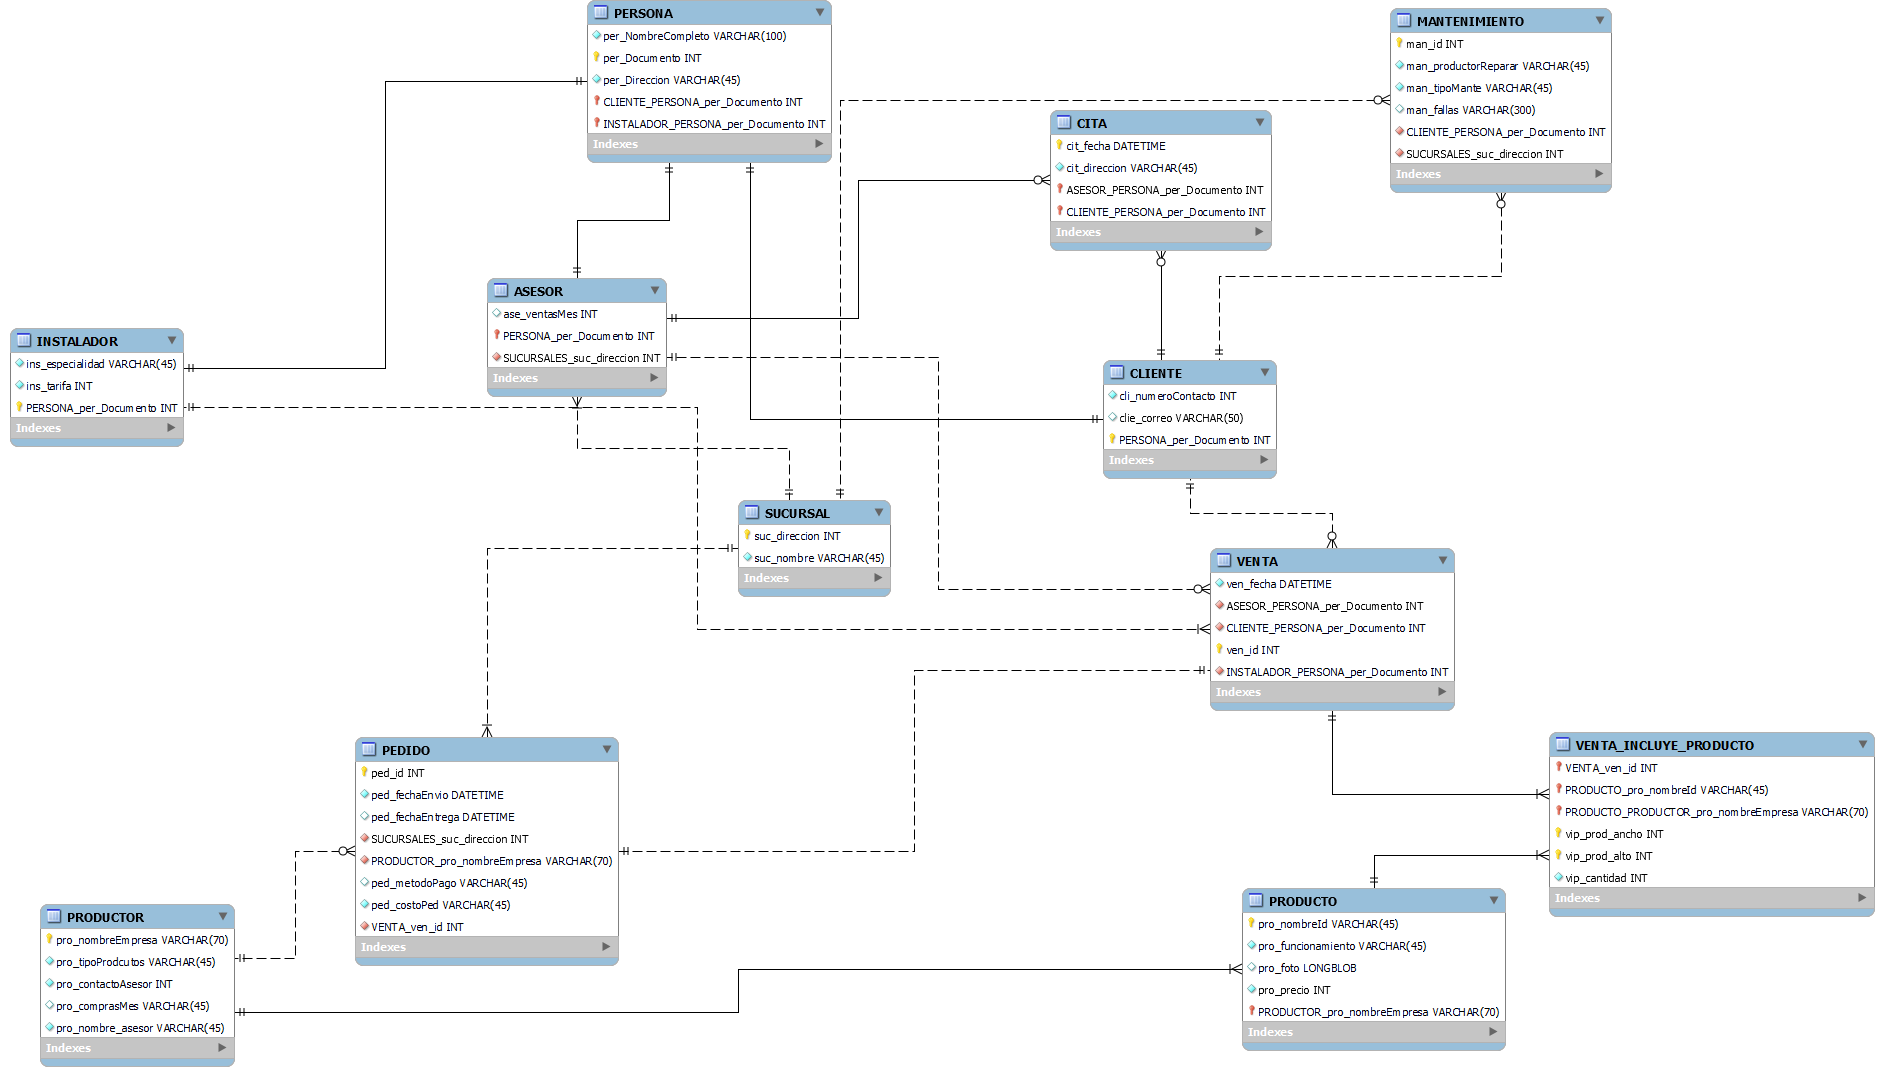 PERSONA
per_NombreCompleto VARCHAR(100)
per_Documento INT
per_Direccion VARCHAR(45)
CLIENTE_PERSONA_per_Documento INT
INSTALADOR_PERSONA_per_Documento INT
Indexes
MANTENIMIENTO
man_id INT
man_productorReparar VARCHAR(45)
man_tipoMante VARCHAR(45)
man_fallas VARCHAR(300)
CLIENTE_PERSONA_per_Documento INT
SUCURSALES_suc_direccion INT
Indexes
CITA
cit_fecha DATETIME
cit_direccion VARCHAR(45)
ASESOR_PERSONA_per_Documento INT
CLIENTE_PERSONA_per_Documento INT
Indexes
ASESOR
ase_ventasMes INT
PERSONA_per_Documento INT
SUCURSALES_suc_direccion INT
Indexes
INSTALADOR
ins_especialidad VARCHAR(45)
ins_tarifa INT
PERSONA_per_Documento INT
Indexes
CLIENTE
cli_numeroContacto INT
clie_correo VARCHAR(50)
PERSONA_per_Documento INT
Indexes
SUCURSAL
suc_direccion INT
suc_nombre VARCHAR(45)
Indexes
VENTA
ven_fecha DATETIME
ASESOR_PERSONA_per_Documento INT
CLIENTE_PERSONA_per_Documento INT
ven_id INT
INSTALADOR_PERSONA_per_Documento INT
Indexes
PEDIDO
ped_id INT
ped_fechaEnvio DATETIME
ped_fechaEntrega DATETIME
SUCURSALES_suc_direccion INT
PRODUCTOR_pro_nombreEmpresa VARCHAR(70)
ped_metodoPago VARCHAR(45)
ped_costoPed VARCHAR(45)
VENTA_ven_id INT
Indexes
VENTA_INCLUYE_PRODUCTO
VENTA_ven_id INT
PRODUCTO_pro_nombreId VARCHAR(45)
PRODUCTO_PRODUCTOR_pro_nombreEmpresa VARCHAR(70)
vip_prod_ancho INT
vip_prod_alto INT
vip_cantidad INT
Indexes
PRODUCTOR
pro_nombreEmpresa VARCHAR(70)
pro_tipoProdcutos VARCHAR(45)
pro_contactoAsesor INT
pro_comprasMes VARCHAR(45)
pro_nombre_asesor VARCHAR(45)
Indexes
PRODUCTO
pro_nombreId VARCHAR(45)
pro_funcionamiento VARCHAR(45)
pro_foto LONGBLOB
pro_precio INT
PRODUCTOR_pro_nombreEmpresa VARCHAR(70)
Indexes